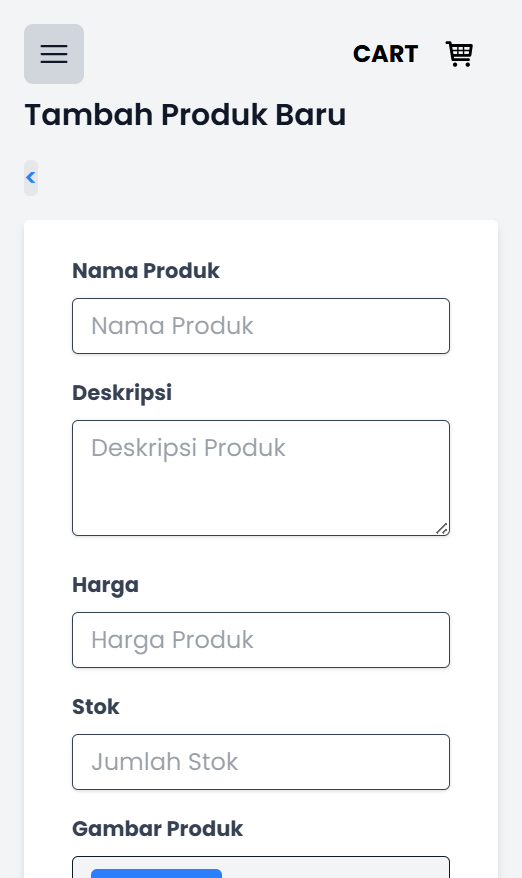 CART
Tambah Produk Baru
<
Nama Produk
Nama Produk
Deskripsi
Deskripsi Produk
Harga
Harga Produk
Stok
Jumlah Stok
Gambar Produk